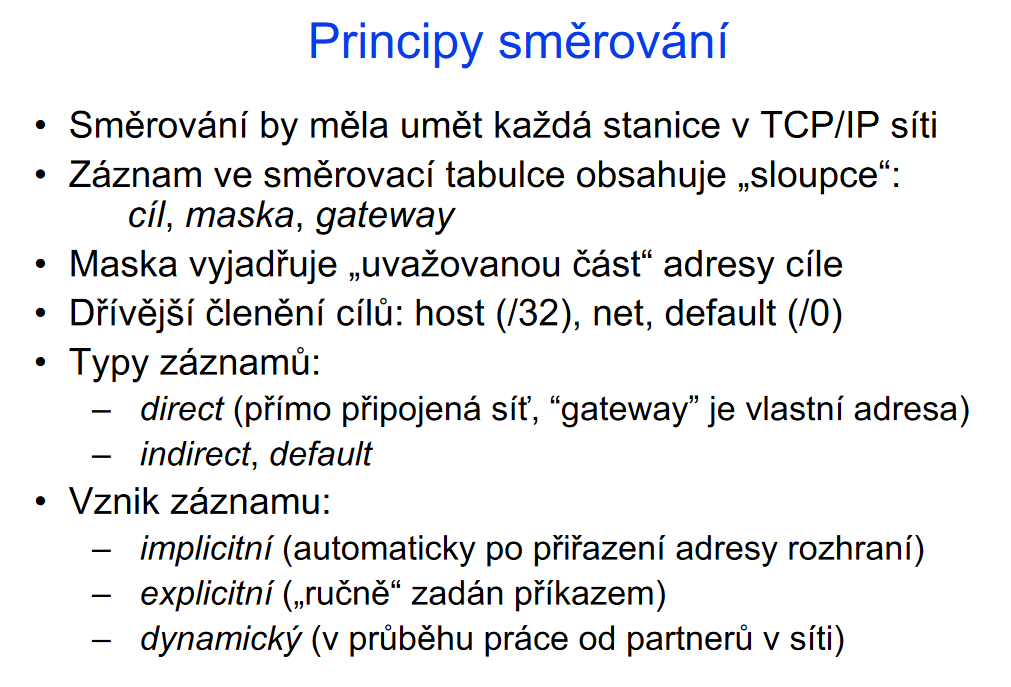 Principy směrování
• Směrování by měla umět každá stanice v TCP/IP síti
• Záznam ve směrovací tabulce obsahuje „sloupce“:
cíl, maska, gateway
• Maska vyjadřuje „uvažovanou část“ adresy cíle
• Dřívější členění cílů: host (/32), net, default (/0)
• Typy záznamů:
– direct (přímo připojená síť, “gateway” je vlastní adresa)
– indirect, default
• Vznik záznamu:
– implicitní (automaticky po přiřazení adresy rozhraní)
– explicitní („ručně“ zadán příkazem)
– dynamický (v průběhu práce od partnerů v síti)